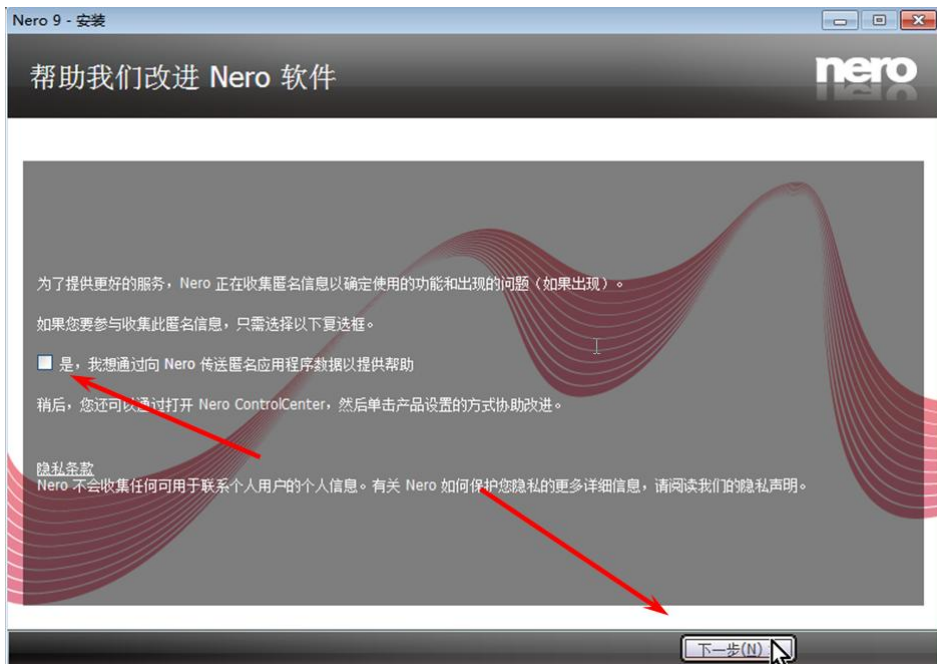 Nero 9 - 安装
帮助我们改进 Nero 软件
nero
为了提供更好的服务，Nero 正在收集匿名信息以确定使用的功能和出现的问题（如果出现）。
如果您要参与收集此匿名信息，只需选择以下复选框。
是，我想通过向 Nero 传送匿名应用程序数据以提供帮助
稍后，您还可以通过打开 Nero ControlCenter，然后单击产品设置的方式协助改进。
隐私条款
Nero 不会收集任何可用于联系个人用户的个人信息。有关 Nero 如何保护您隐私的更多详细信息，请阅读我们的隐私声明。
下一步(N)